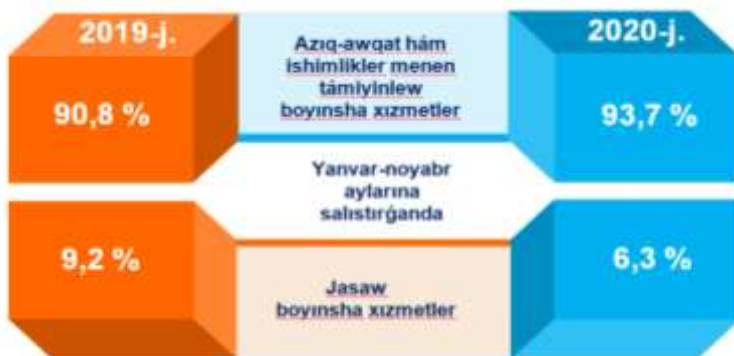 2019-j.
90,8 %
9,2 %
Azıq-awqat hám
ishimlikler menen
támiyinlew
boyınsha xızmetler
Yanvar-noyabr
aylarına
salıstırǵanda
Jasaw
boyınsha xızmetler
2020-j.
93,7 %
6,3 %